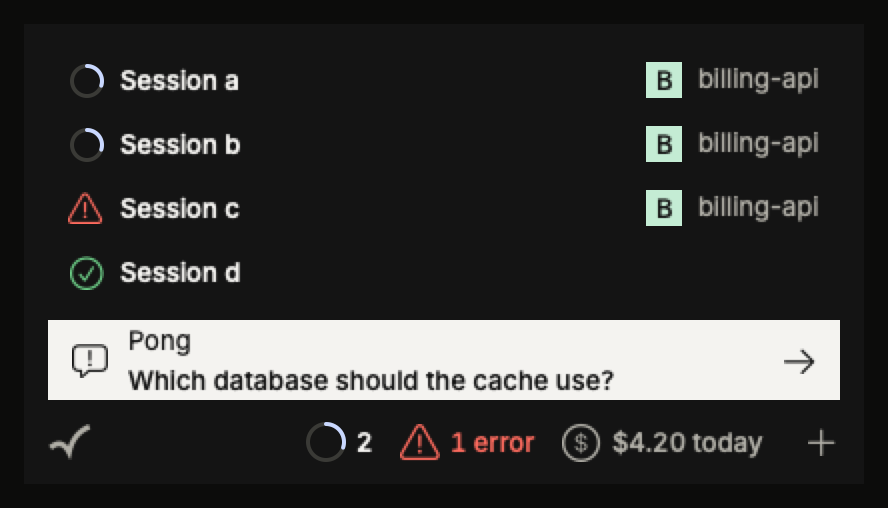 Session a B billing-api
Session b B billing-api
Session c B billing-api
Session d
Pong
Which database should the cache use?
2 1 error $ $4.20 today